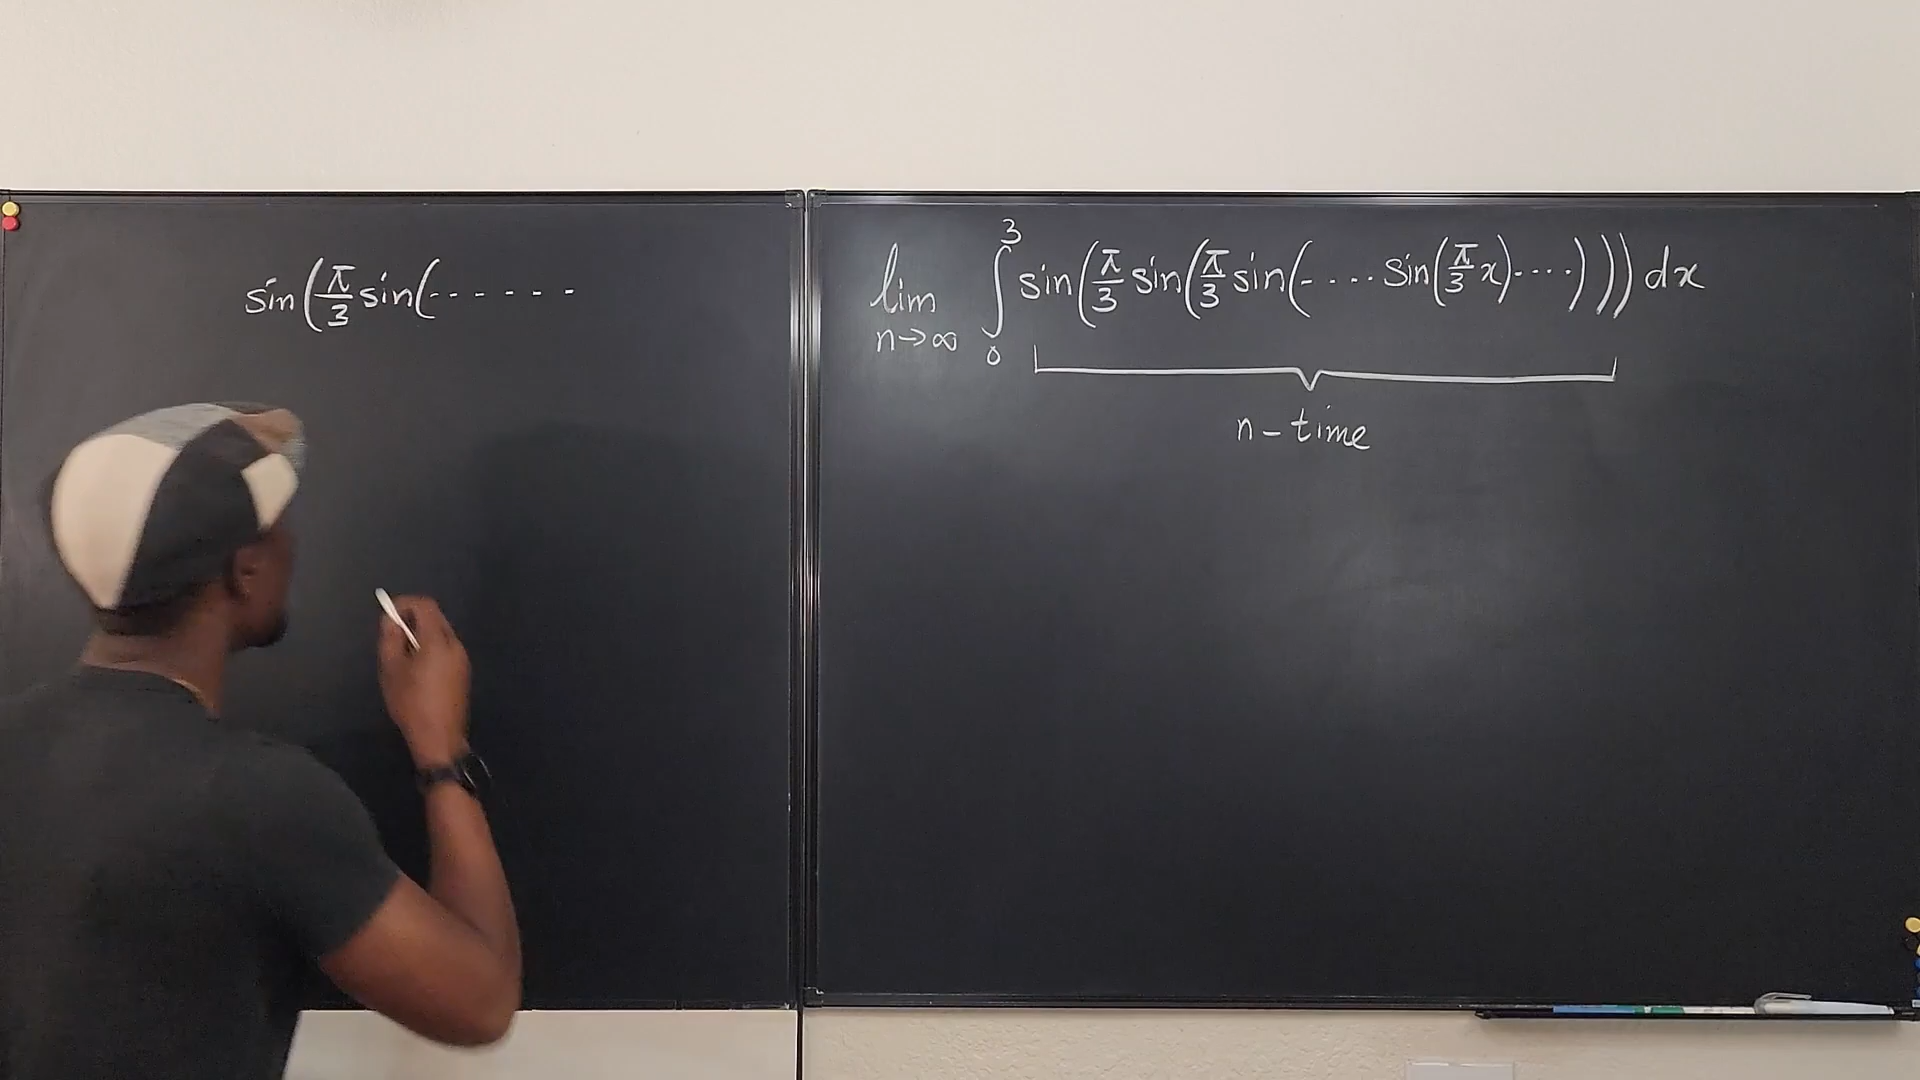 sin(π/3 sin(------
lim n→∞ ∫₀³ sin(π/3 sin(π/3 sin(-...sin(π/3 x)....)))) dx
n-time